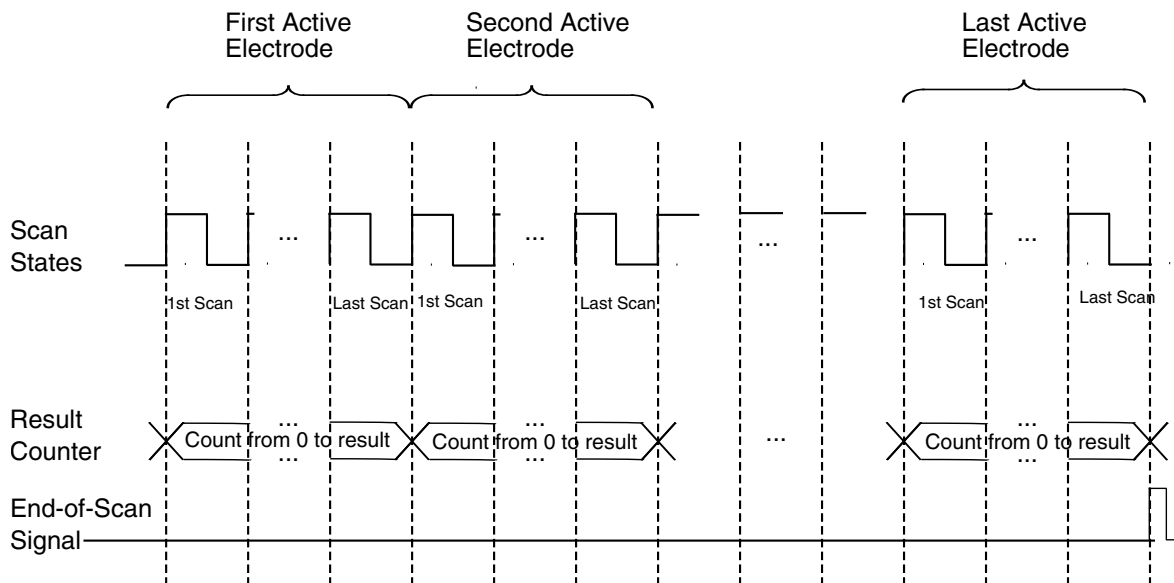 First Active
Electrode
Second Active
Electrode
Last Active
Electrode
Scan
States
...
...
...
...
1st Scan
Last Scan
1st Scan
Last Scan
1st Scan
Last Scan
Result
Counter
...
Count from 0 to result
...
...
Count from 0 to result
...
...
...
Count from 0 to result
...
End-of-Scan
Signal